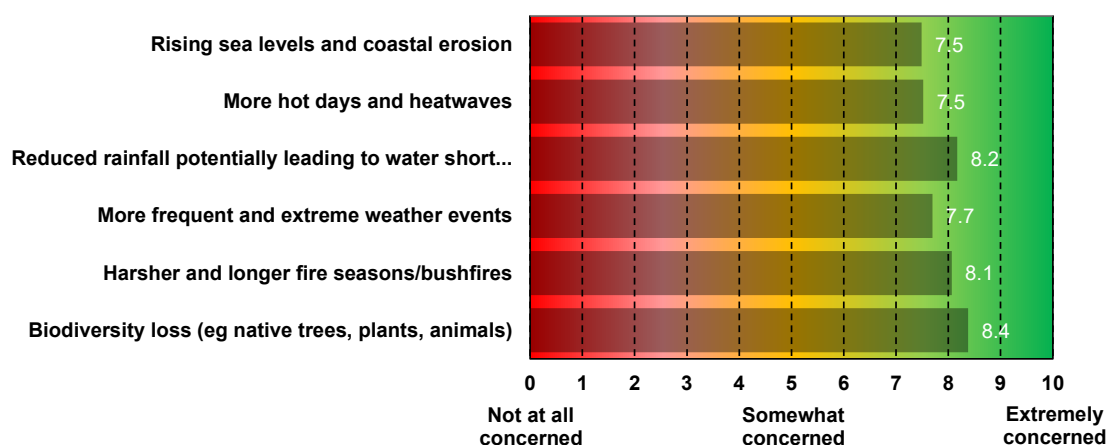 Rising sea levels and coastal erosion
7.5
More hot days and heatwaves
7.5
Reduced rainfall potentially leading to water short...
8.2
More frequent and extreme weather events
7.7
Harsher and longer fire seasons/bushfires
8.1
Biodiversity loss (eg native trees, plants, animals)
8.4
0 1 2 3 4 5 6 7 8 9 10
Not at all concerned
Somewhat concerned
Extremely concerned